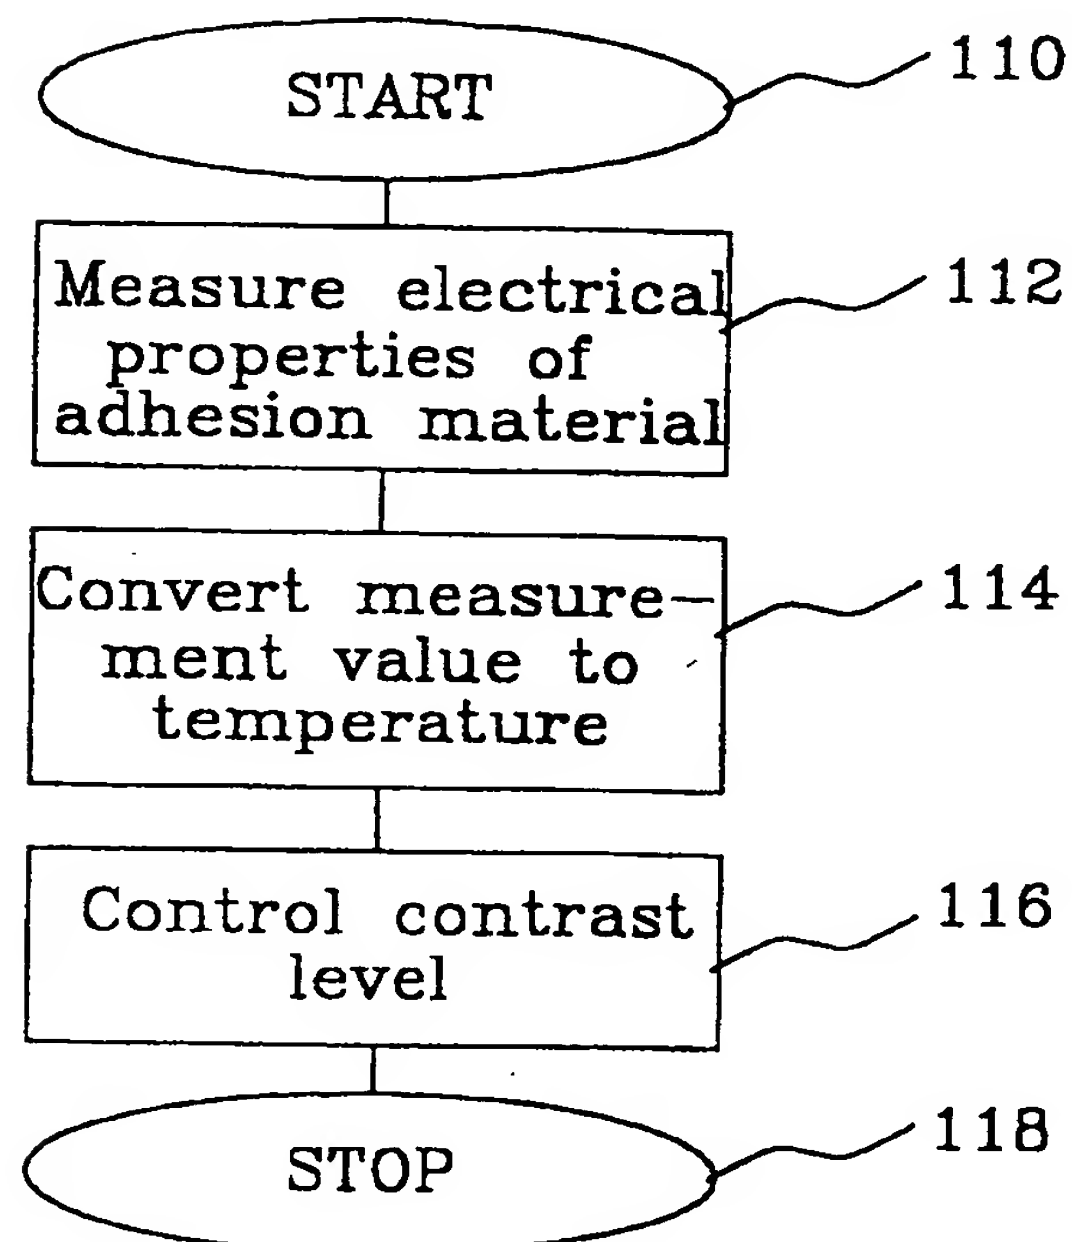 START
110
Measure electrical
properties of
adhesion material
112
Convert measure-
ment value to
temperature
114
Control contrast
level
116
STOP
118